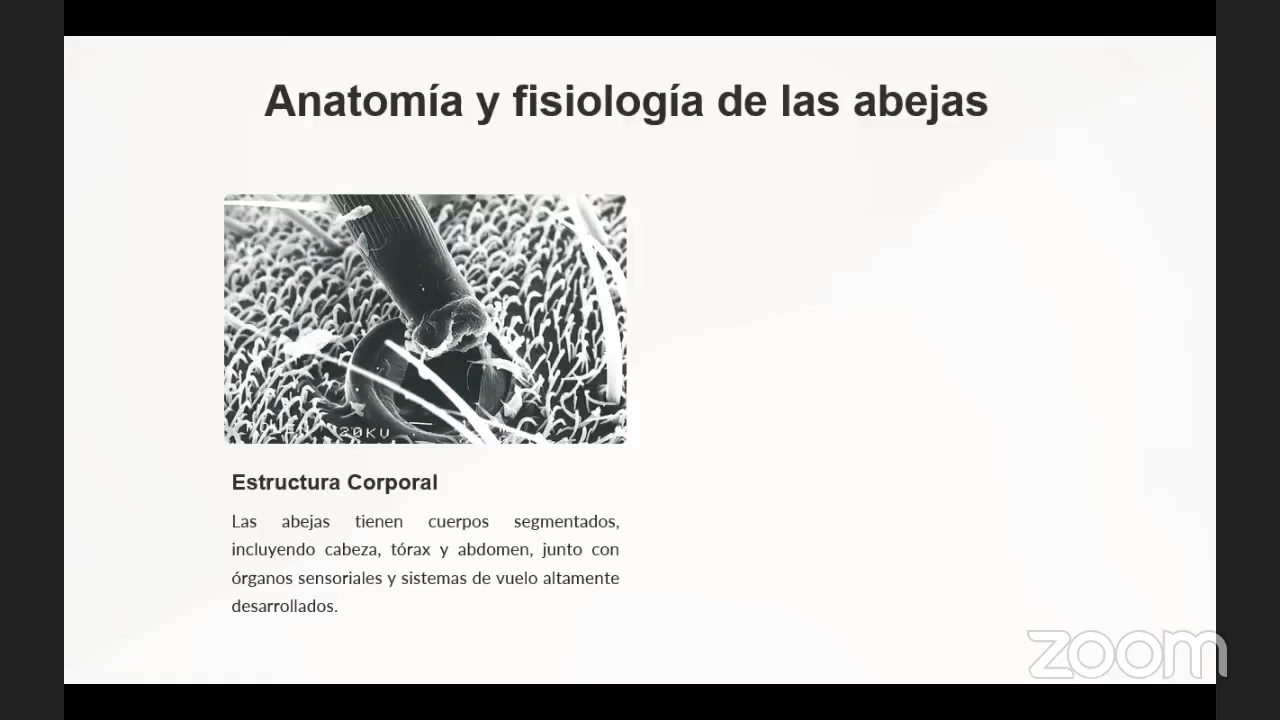 Anatomía y fisiología de las abejas
20KU
Estructura Corporal
Las abejas tienen cuerpos segmentados,
incluyendo cabeza, tórax y abdomen, junto con
órganos sensoriales y sistemas de vuelo altamente
desarrollados.
zoom